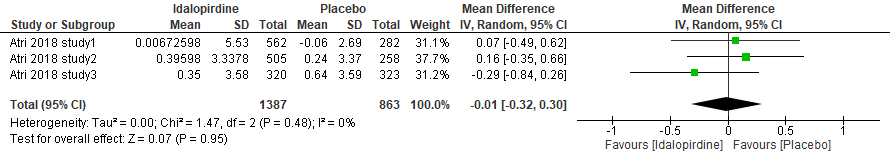 Idalopirdine Placebo Mean Difference Mean Difference
Study or Subgroup Mean SD Total Mean SD Total Weight IV, Random, 95% CI IV, Random, 95% CI
Atri 2018 study1 0.00672598 5.53 562 -0.06 2.69 282 31.1% 0.07 [-0.49, 0.62]
Atri 2018 study2 0.39598 3.3378 505 0.24 3.37 258 37.7% 0.16 [-0.35, 0.66]
Atri 2018 study3 0.35 3.58 320 0.64 3.59 323 31.2% -0.29 [-0.84, 0.26]
Total (95% CI) 1387 863 100.0% -0.01 [-0.32, 0.30]
Heterogeneity: Tau² = 0.00; Chi² = 1.47, df = 2 (P = 0.48); I² = 0%
Test for overall effect: Z = 0.07 (P = 0.95)
-1 -0.5 0 0.5 1
Favours [Idalopirdine] Favours [Placebo]